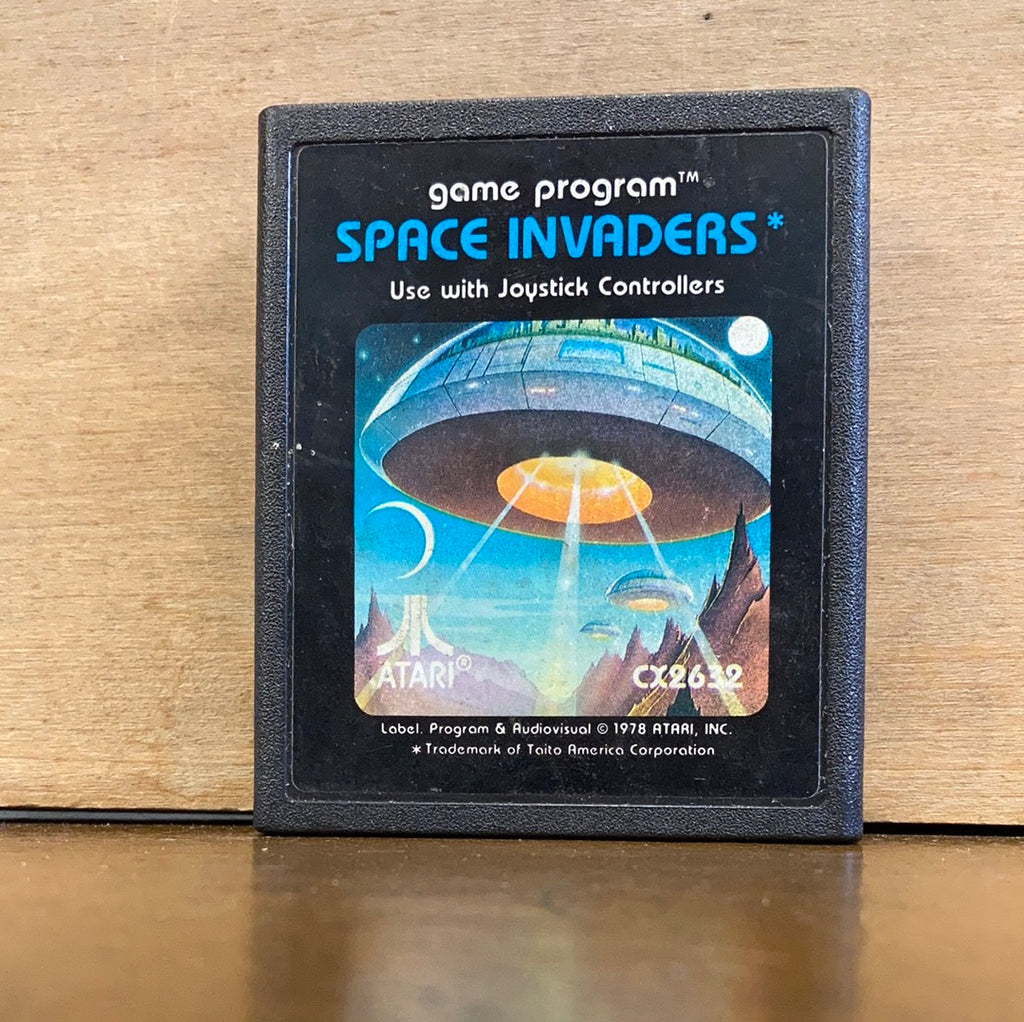 game program™
SPACE INVADERS*
Use with Joystick Controllers
ATARI®
CX2632
Label. Program & Audiovisual © 1978 ATARI, INC.
*Trademark of Taito America Corporation